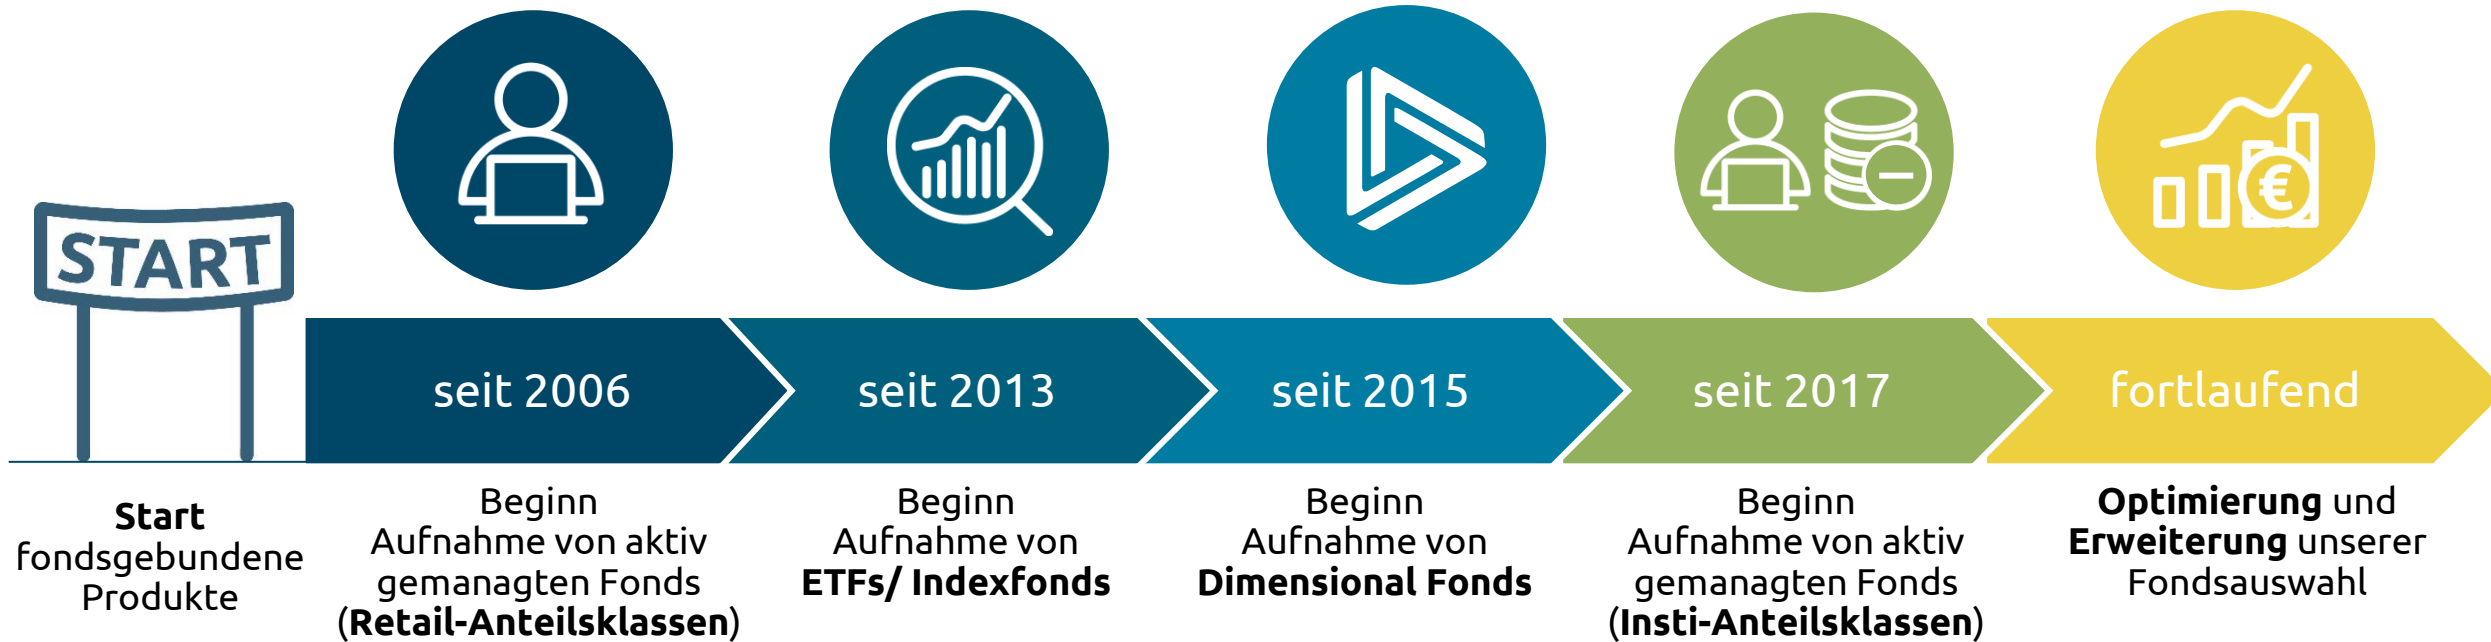 START
seit 2006
seit 2013
seit 2015
seit 2017
fortlaufend
Start
fondsgebundene
Produkte
Beginn
Aufnahme von aktiv
gemanagten Fonds
(Retail-Anteilsklassen)
Beginn
Aufnahme von
ETFs/ Indexfonds
Beginn
Aufnahme von
Dimensional Fonds
Beginn
Aufnahme von aktiv
gemanagten Fonds
(Insti-Anteilsklassen)
Optimierung und
Erweiterung unserer
Fondsauswahl
€